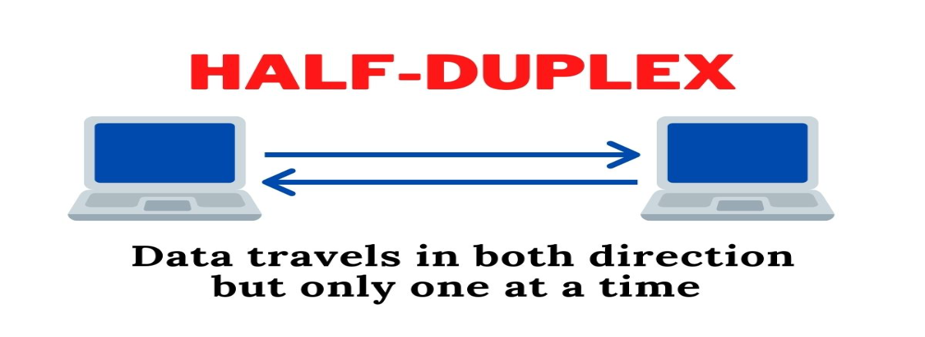 HALF-DUPLEX
Data travels in both direction
but only one at a time